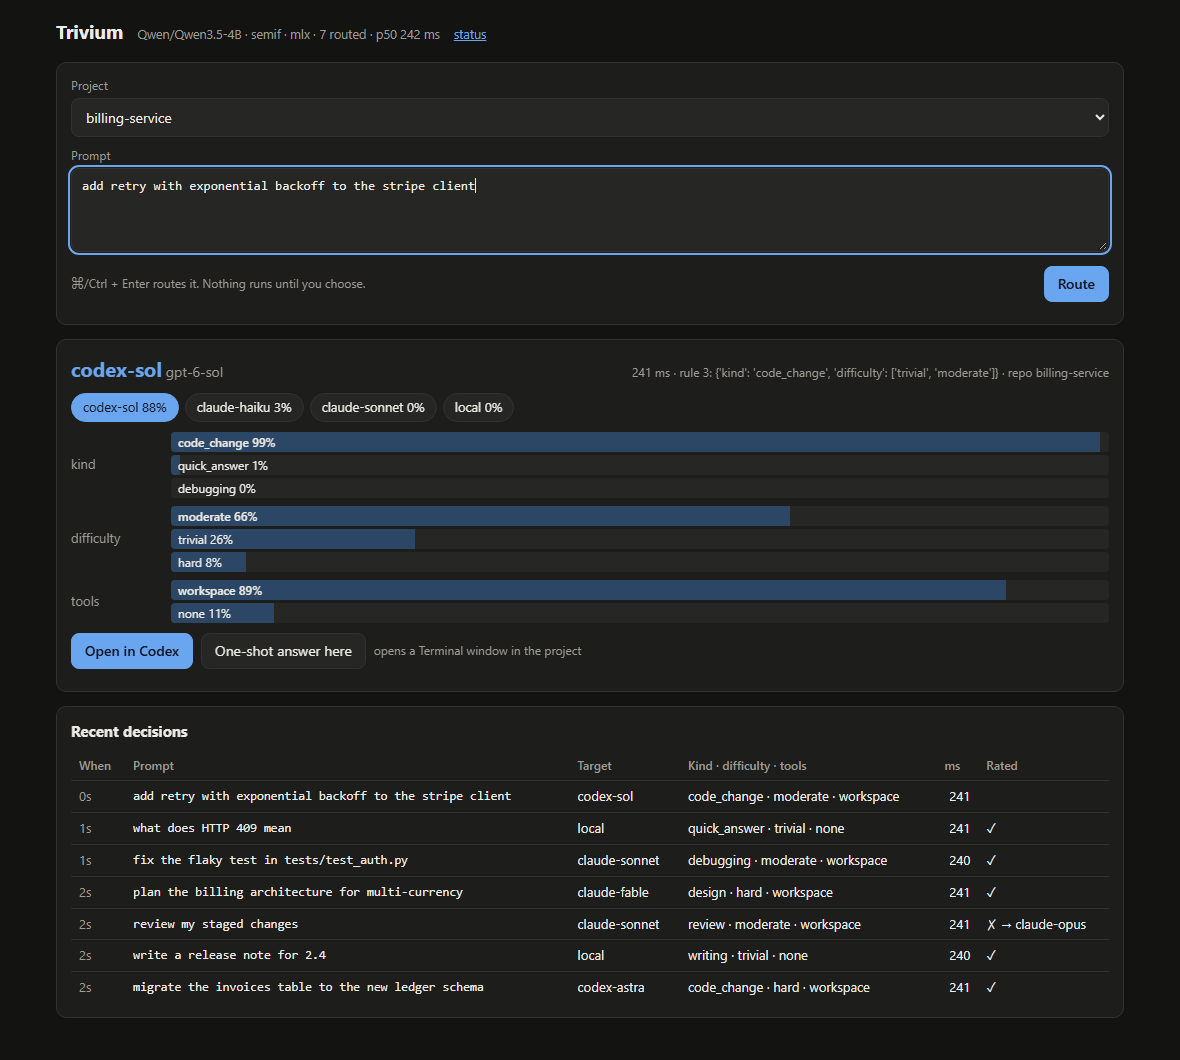 Trivium Qwen/Qwen3.5-4B · semif · mlx · 7 routed · p50 242 ms status
Project
billing-service
Prompt
add retry with exponential backoff to the stripe client
⌘/Ctrl + Enter routes it. Nothing runs until you choose.
Route
codex-sol gpt-6-sol
241 ms · rule 3: {'kind': 'code_change', 'difficulty': ['trivial', 'moderate']} · repo billing-service
codex-sol 88% claude-haiku 3% claude-sonnet 0% local 0%
kind
code_change 99%
quick_answer 1%
debugging 0%
difficulty
moderate 66%
trivial 26%
hard 8%
tools
workspace 89%
none 11%
Open in Codex One-shot answer here opens a Terminal window in the project
Recent decisions
When Prompt Target Kind · difficulty · tools ms Rated
0s add retry with exponential backoff to the stripe client codex-sol code_change · moderate · workspace 241
1s what does HTTP 409 mean local quick_answer · trivial · none 241 ✓
1s fix the flaky test in tests/test_auth.py claude-sonnet debugging · moderate · workspace 240 ✓
2s plan the billing architecture for multi-currency claude-fable design · hard · workspace 241 ✓
2s review my staged changes claude-sonnet review · moderate · workspace 241 ✗ → claude-opus
2s write a release note for 2.4 local writing · trivial · none 240 ✓
2s migrate the invoices table to the new ledger schema codex-astra code_change · hard · workspace 241 ✓